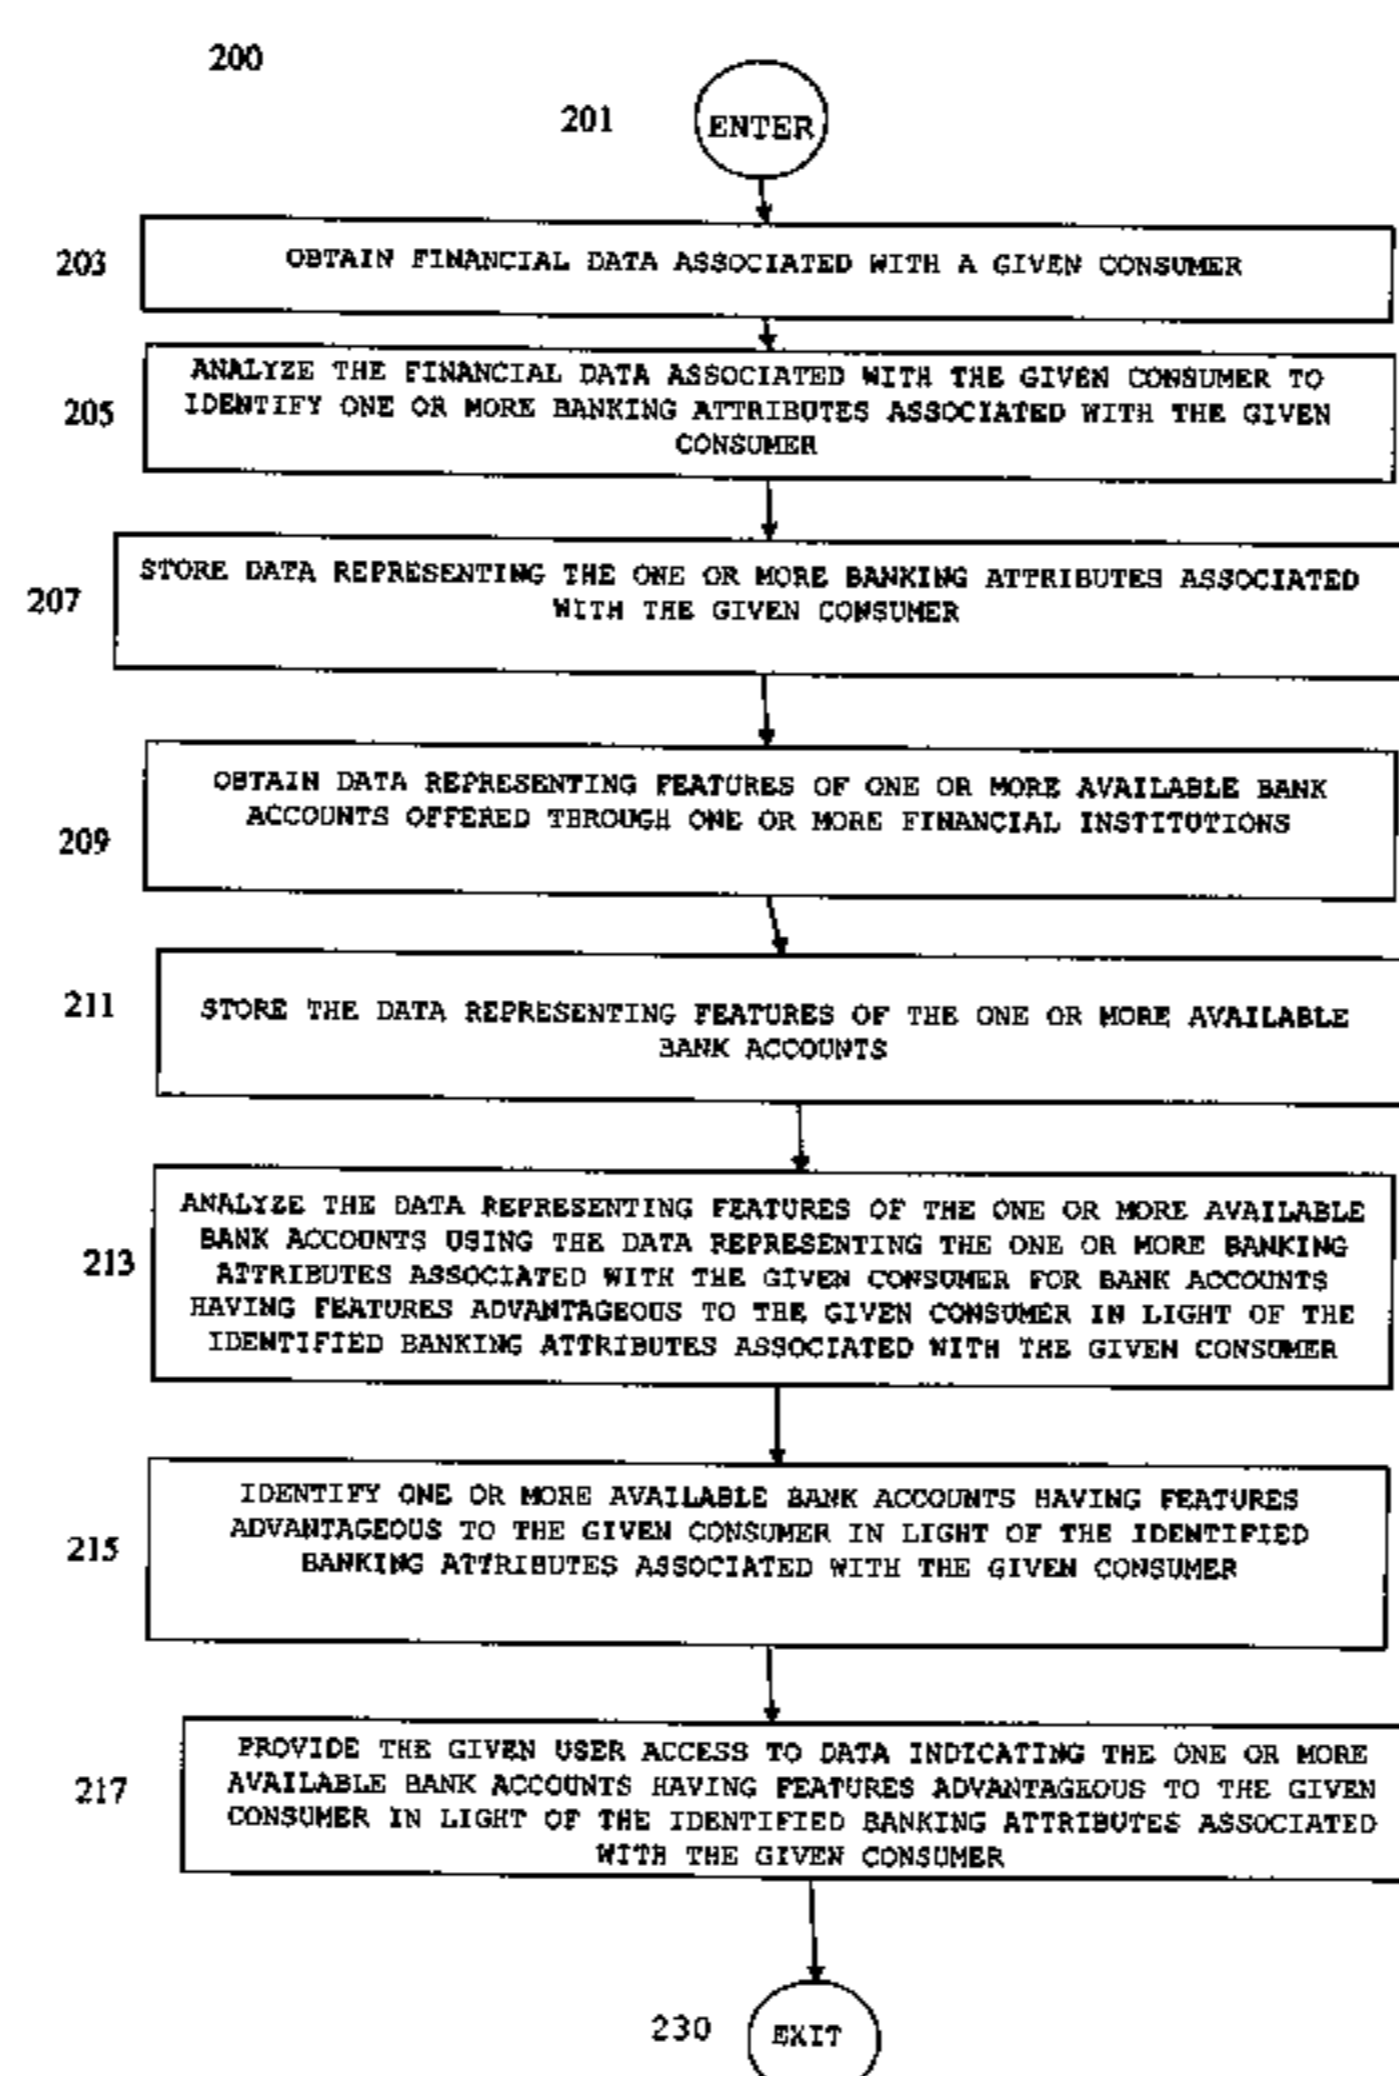 200
201 ENTER
203 OBTAIN FINANCIAL DATA ASSOCIATED WITH A GIVEN CONSUMER
205
ANALYZE THE FINANCIAL DATA ASSOCIATED WITH THE GIVEN CONSUMER TO
IDENTIFY ONE OR MORE BANKING ATTRIBUTES ASSOCIATED WITH THE GIVEN
CONSUMER
207
STORE DATA REPRESENTING THE ONE OR MORE BANKING ATTRIBUTES ASSOCIATED
WITH THE GIVEN CONSUMER
209
OBTAIN DATA REPRESENTING FEATURES OF ONE OR MORE AVAILABLE BANK
ACCOUNTS OFFERED THROUGH ONE OR MORE FINANCIAL INSTITUTIONS
211
STORE THE DATA REPRESENTING FEATURES OF THE ONE OR MORE AVAILABLE
BANK ACCOUNTS
213
ANALYZE THE DATA REPRESENTING FEATURES OF THE ONE OR MORE AVAILABLE
BANK ACCOUNTS USING THE DATA REPRESENTING THE ONE OR MORE BANKING
ATTRIBUTES ASSOCIATED WITH THE GIVEN CONSUMER FOR BANK ACCOUNTS
HAVING FEATURES ADVANTAGEOUS TO THE GIVEN CONSUMER IN LIGHT OF THE
IDENTIFIED BANKING ATTRIBUTES ASSOCIATED WITH THE GIVEN CONSUMER
215
IDENTIFY ONE OR MORE AVAILABLE BANK ACCOUNTS HAVING FEATURES
ADVANTAGEOUS TO THE GIVEN CONSUMER IN LIGHT OF THE IDENTIFIED
BANKING ATTRIBUTES ASSOCIATED WITH THE GIVEN CONSUMER
217
PROVIDE THE GIVEN USER ACCESS TO DATA INDICATING THE ONE OR MORE
AVAILABLE BANK ACCOUNTS HAVING FEATURES ADVANTAGEOUS TO THE GIVEN
CONSUMER IN LIGHT OF THE IDENTIFIED BANKING ATTRIBUTES ASSOCIATED
WITH THE GIVEN CONSUMER
230 EXIT